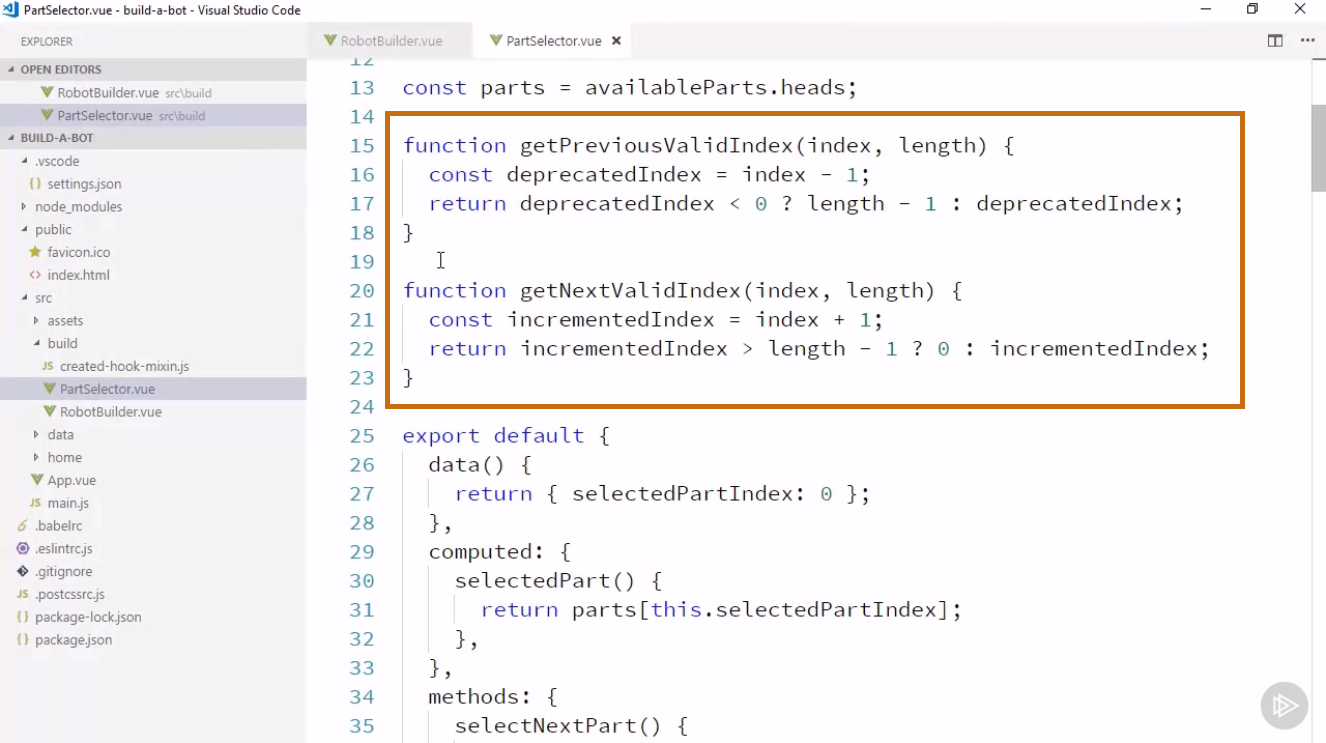 PartSelector.vue - build-a-bot - Visual Studio Code
EXPLORER
OPEN EDITORS
RobotBuilder.vue src\build
PartSelector.vue src\build
BUILD-A-BOT
.vscode
{} settings.json
node_modules
public
favicon.ico
<> index.html
src
assets
build
JS created-hook-mixin.js
PartSelector.vue
RobotBuilder.vue
data
home
App.vue
JS main.js
6 .babelrc
.eslintrc.js
.gitignore
JS .postcssrc.js
{} package-lock.json
{} package.json
RobotBuilder.vue PartSelector.vue
12
13 const parts = availableParts.heads;
14
15 function getPreviousValidIndex(index, length) {
16   const deprecatedIndex = index - 1;
17   return deprecatedIndex < 0 ? length - 1 : deprecatedIndex;
18 }
19
20 function getNextValidIndex(index, length) {
21   const incrementedIndex = index + 1;
22   return incrementedIndex > length - 1 ? 0 : incrementedIndex;
23 }
24
25 export default {
26   data() {
27     return { selectedPartIndex: 0 };
28   },
29   computed: {
30     selectedPart() {
31       return parts[this.selectedPartIndex];
32     },
33   },
34   methods: {
35     selectNextPart() {